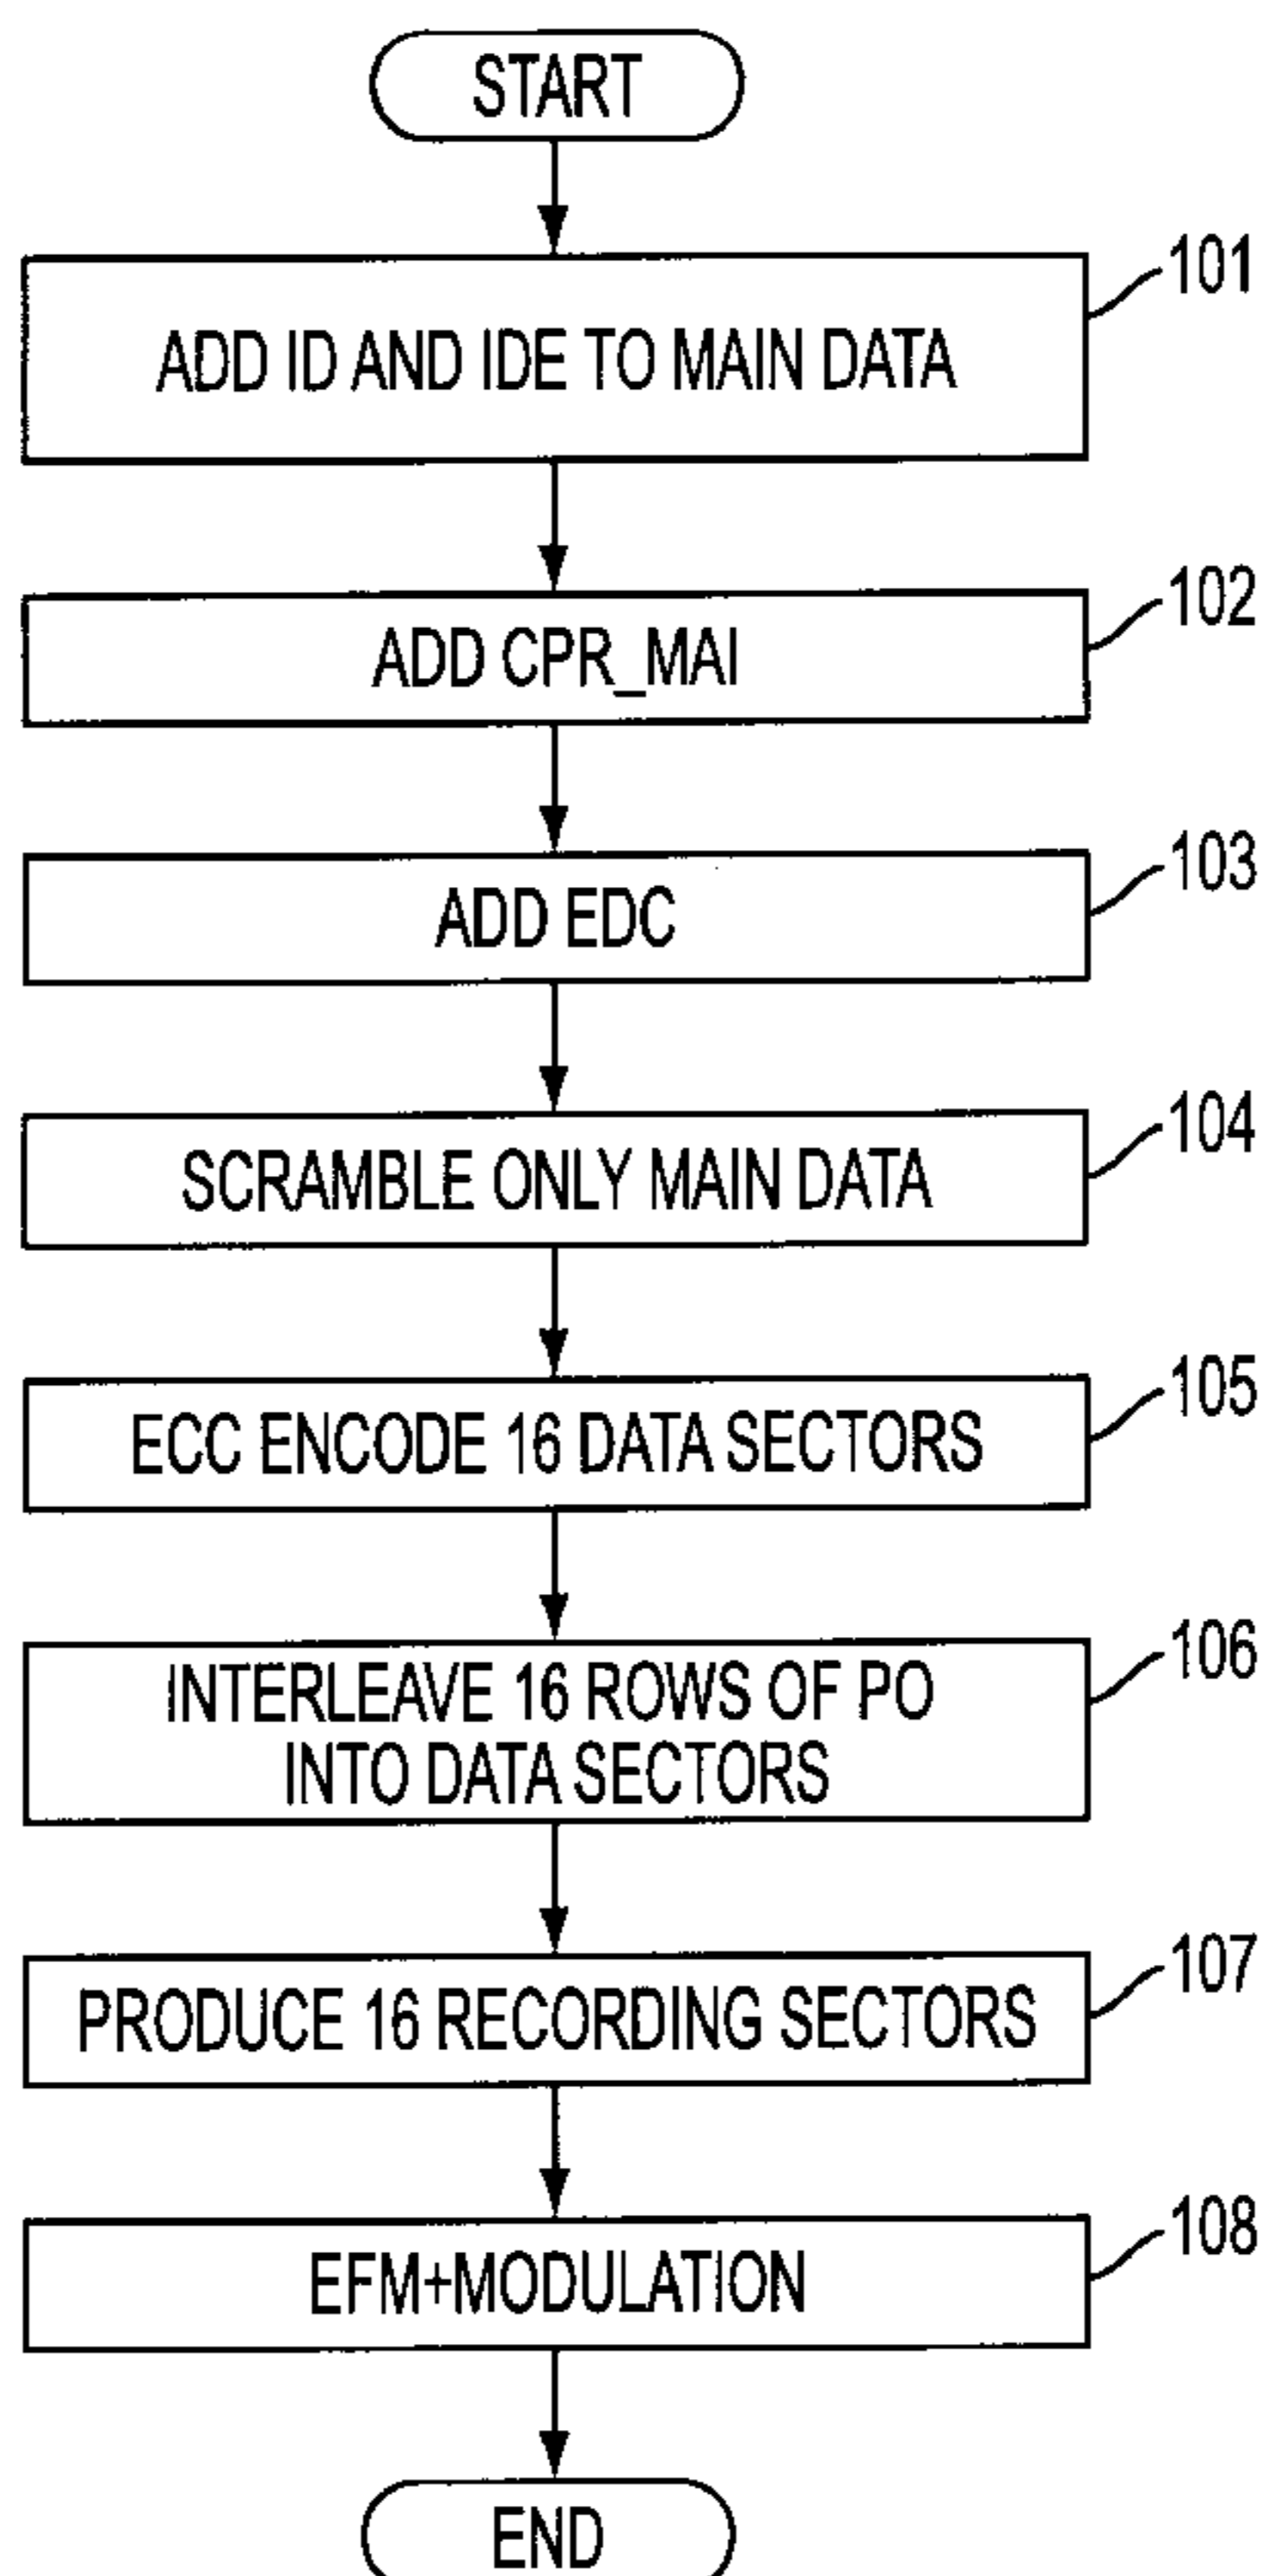 START
101
ADD ID AND IDE TO MAIN DATA
102
ADD CPR_MAI
103
ADD EDC
104
SCRAMBLE ONLY MAIN DATA
105
ECC ENCODE 16 DATA SECTORS
106
INTERLEAVE 16 ROWS OF PO
INTO DATA SECTORS
107
PRODUCE 16 RECORDING SECTORS
108
EFM+MODULATION
END